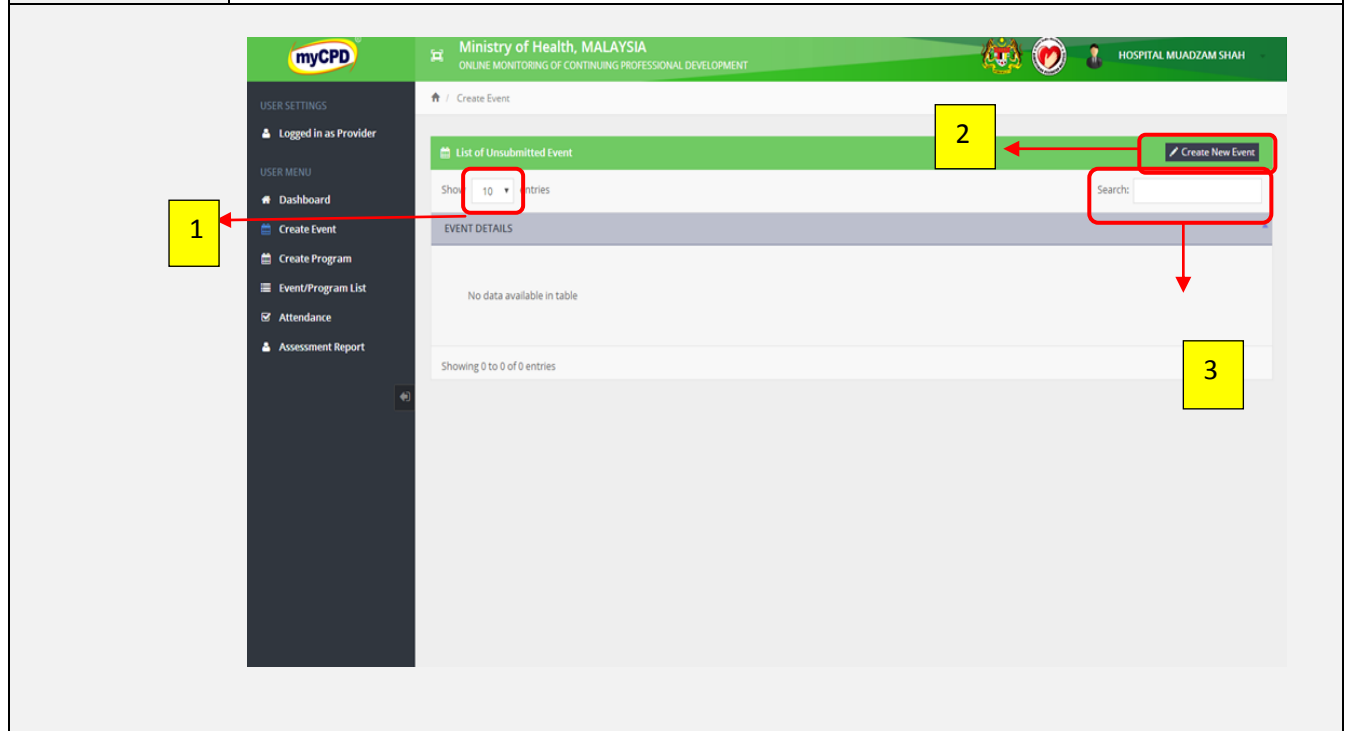 myCPD
Ministry of Health, MALAYSIA
ONLINE MONITORING OF CONTINUING PROFESSIONAL DEVELOPMENT
HOSPITAL MUADZAM SHAH
USER SETTINGS
Logged in as Provider
USER MENU
Dashboard
Create Event
Create Program
Event/Program List
Attendance
Assessment Report
/ Create Event
List of Unsubmitted Event
Create New Event
Show 10 entries
Search:
EVENT DETAILS
No data available in table
Showing 0 to 0 of 0 entries
1
2
3